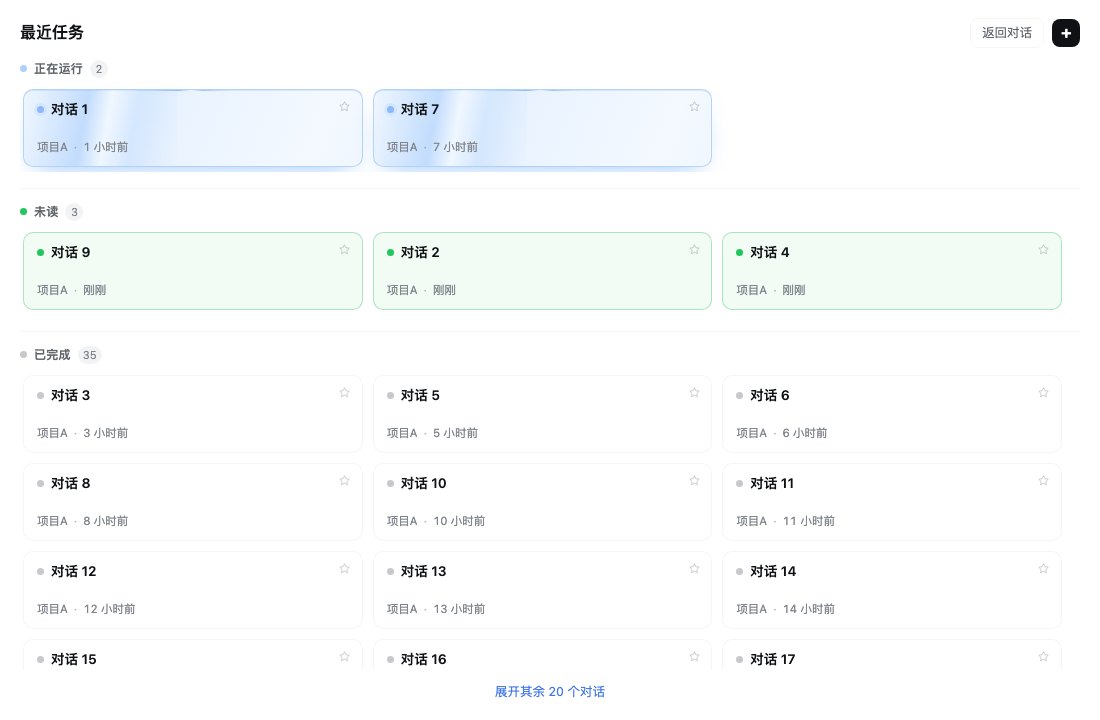 最近任务
返回对话
正在运行 2
对话 1
项目A · 1 小时前
对话 7
项目A · 7 小时前
未读 3
对话 9
项目A · 刚刚
对话 2
项目A · 刚刚
对话 4
项目A · 刚刚
已完成 35
对话 3
项目A · 3 小时前
对话 5
项目A · 5 小时前
对话 6
项目A · 6 小时前
对话 8
项目A · 8 小时前
对话 10
项目A · 10 小时前
对话 11
项目A · 11 小时前
对话 12
项目A · 12 小时前
对话 13
项目A · 13 小时前
对话 14
项目A · 14 小时前
对话 15
对话 16
对话 17
展开其余 20 个对话